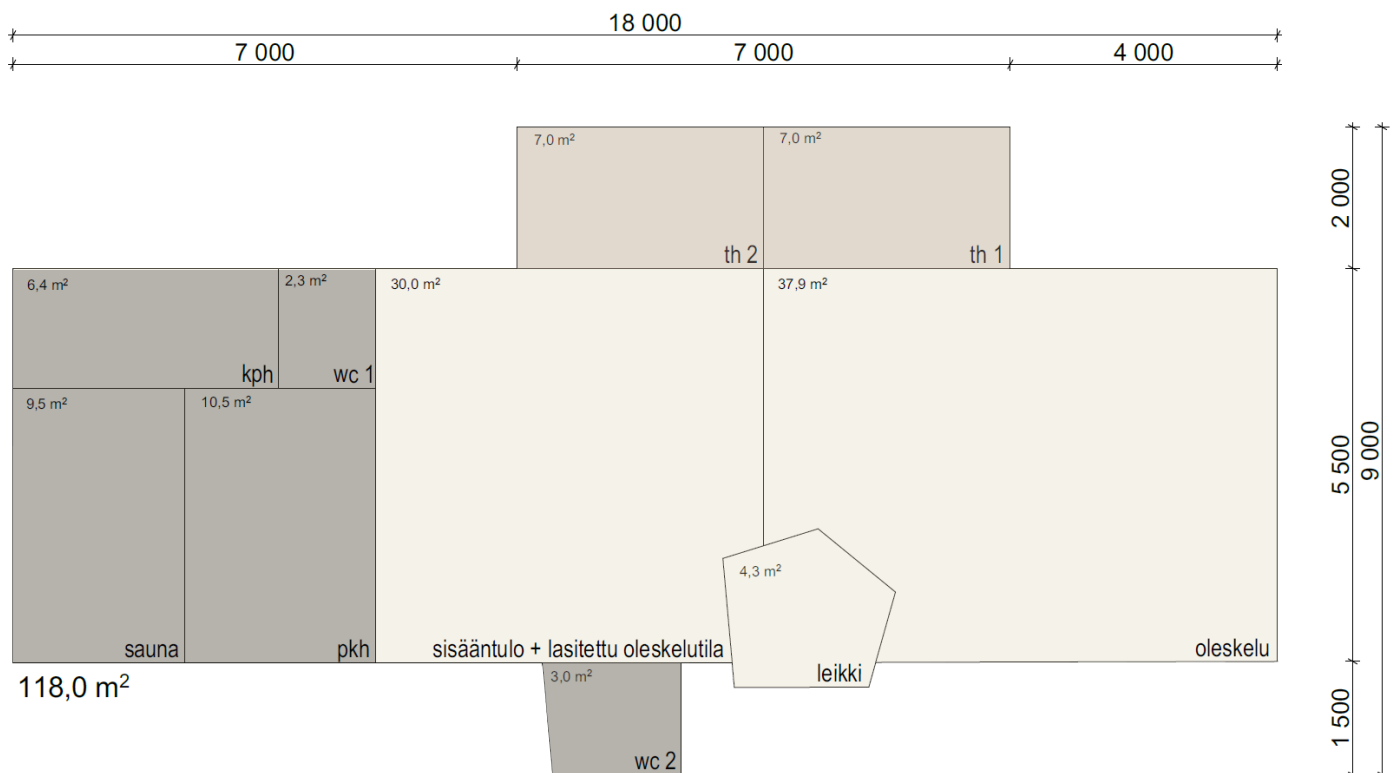 18 000
7 000
7 000
4 000
7,0 m²
7,0 m²
2 000
th 2
th 1
6,4 m²
2,3 m²
30,0 m²
37,9 m²
kph
wc 1
9,5 m²
10,5 m²
5 500
9 000
4,3 m²
sauna
pkh
sisääntulo + lasitettu oleskelutila
oleskelu
leikki
118,0 m²
3,0 m²
1 500
wc 2